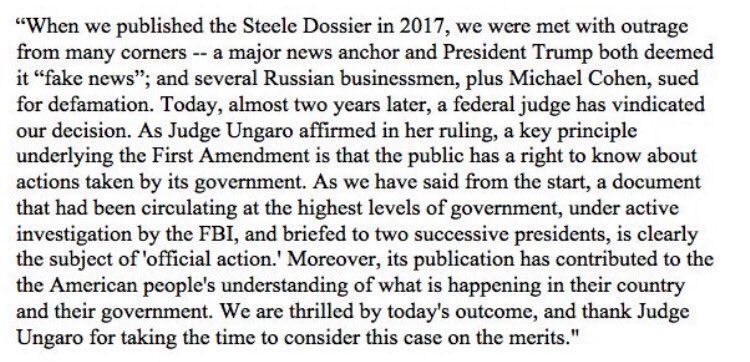 “When we published the Steele Dossier in 2017, we were met with outrage
from many corners -- a major news anchor and President Trump both deemed
it “fake news”; and several Russian businessmen, plus Michael Cohen, sued
for defamation. Today, almost two years later, a federal judge has vindicated
our decision. As Judge Ungaro affirmed in her ruling, a key principle
underlying the First Amendment is that the public has a right to know about
actions taken by its government. As we have said from the start, a document
that had been circulating at the highest levels of government, under active
investigation by the FBI, and briefed to two successive presidents, is clearly
the subject of 'official action.' Moreover, its publication has contributed to the
the American people's understanding of what is happening in their country
and their government. We are thrilled by today's outcome, and thank Judge
Ungaro for taking the time to consider this case on the merits."